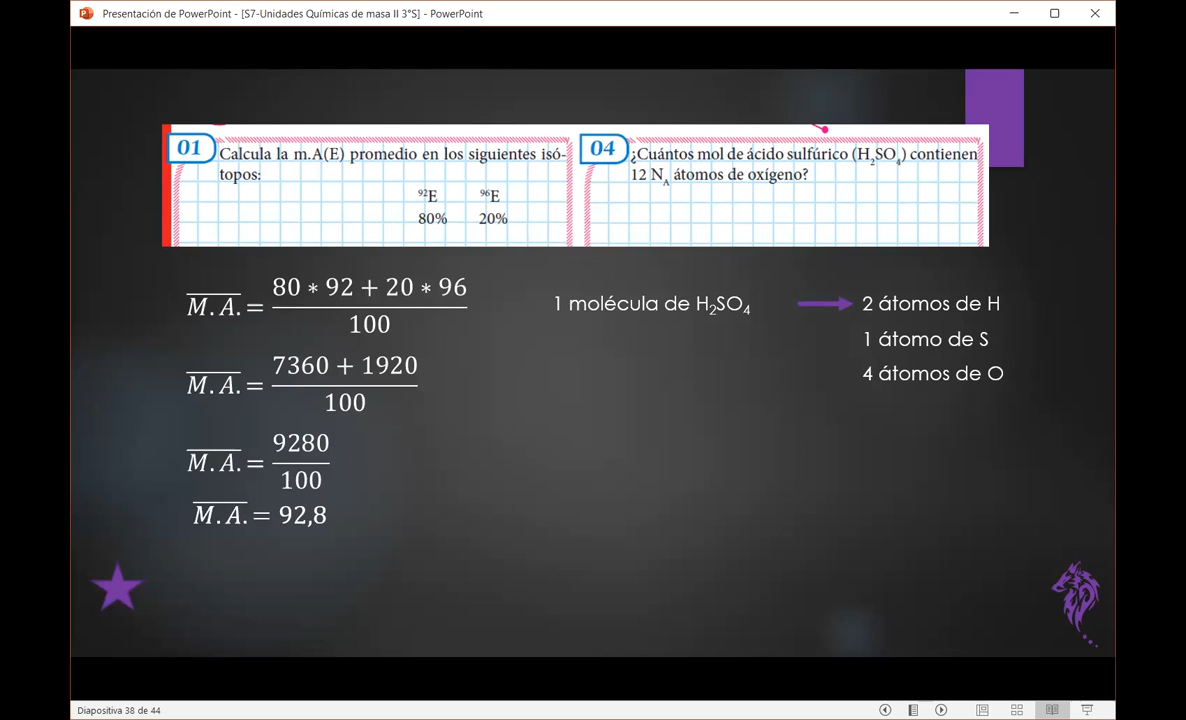 Presentación de PowerPoint - [S7-Unidades Químicas de masa II 3°S] - PowerPoint
01
Calcula la m.A(E) promedio en los siguientes isó-
topos:
⁹²E ⁹⁶E
80% 20%
04
¿Cuántos mol de ácido sulfúrico (H₂SO₄) contienen
12 N_A átomos de oxígeno?
M.A. = (80 ∗ 92 + 20 ∗ 96)/100
M.A. = (7360 + 1920)/100
M.A. = 9280/100
M.A. = 92,8
1 molécula de H₂SO₄
2 átomos de H
1 átomo de S
4 átomos de O
Diapositiva 38 de 44